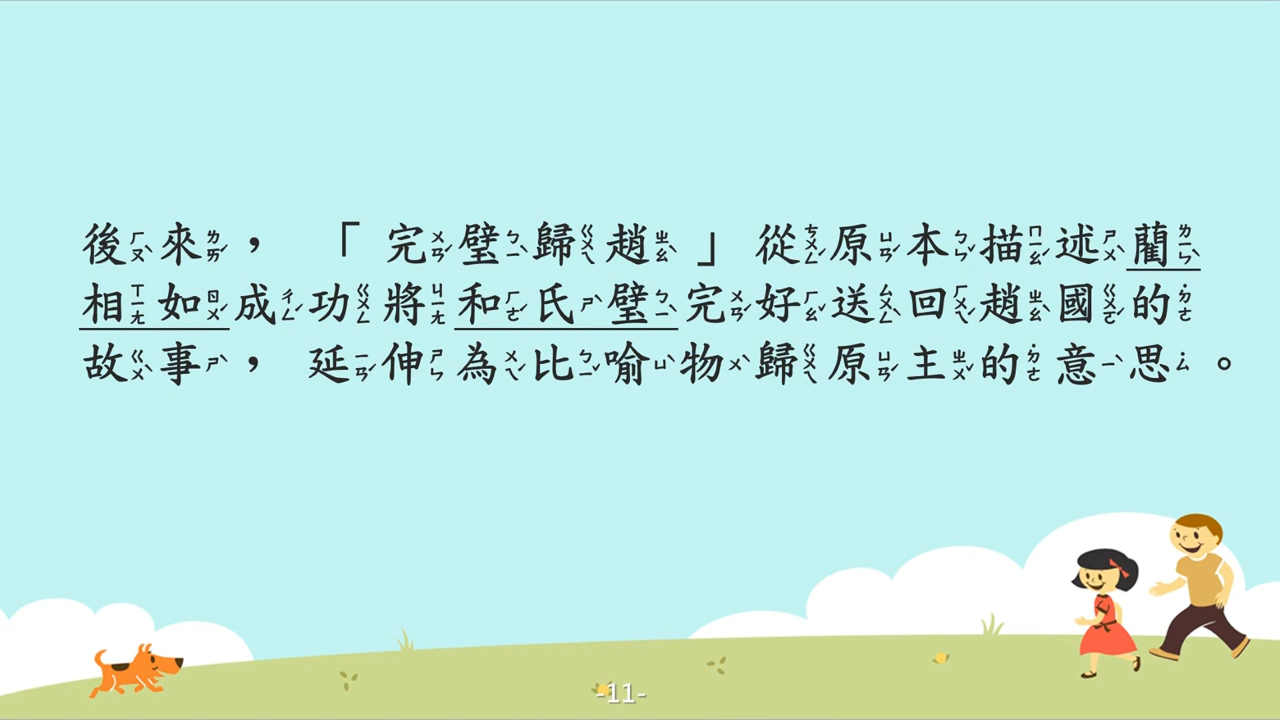 後來，「完璧歸趙」從原本描述藺
相如成功將和氏璧完好送回趙國的
故事，延伸為比喻物歸原主的意思。
-11-